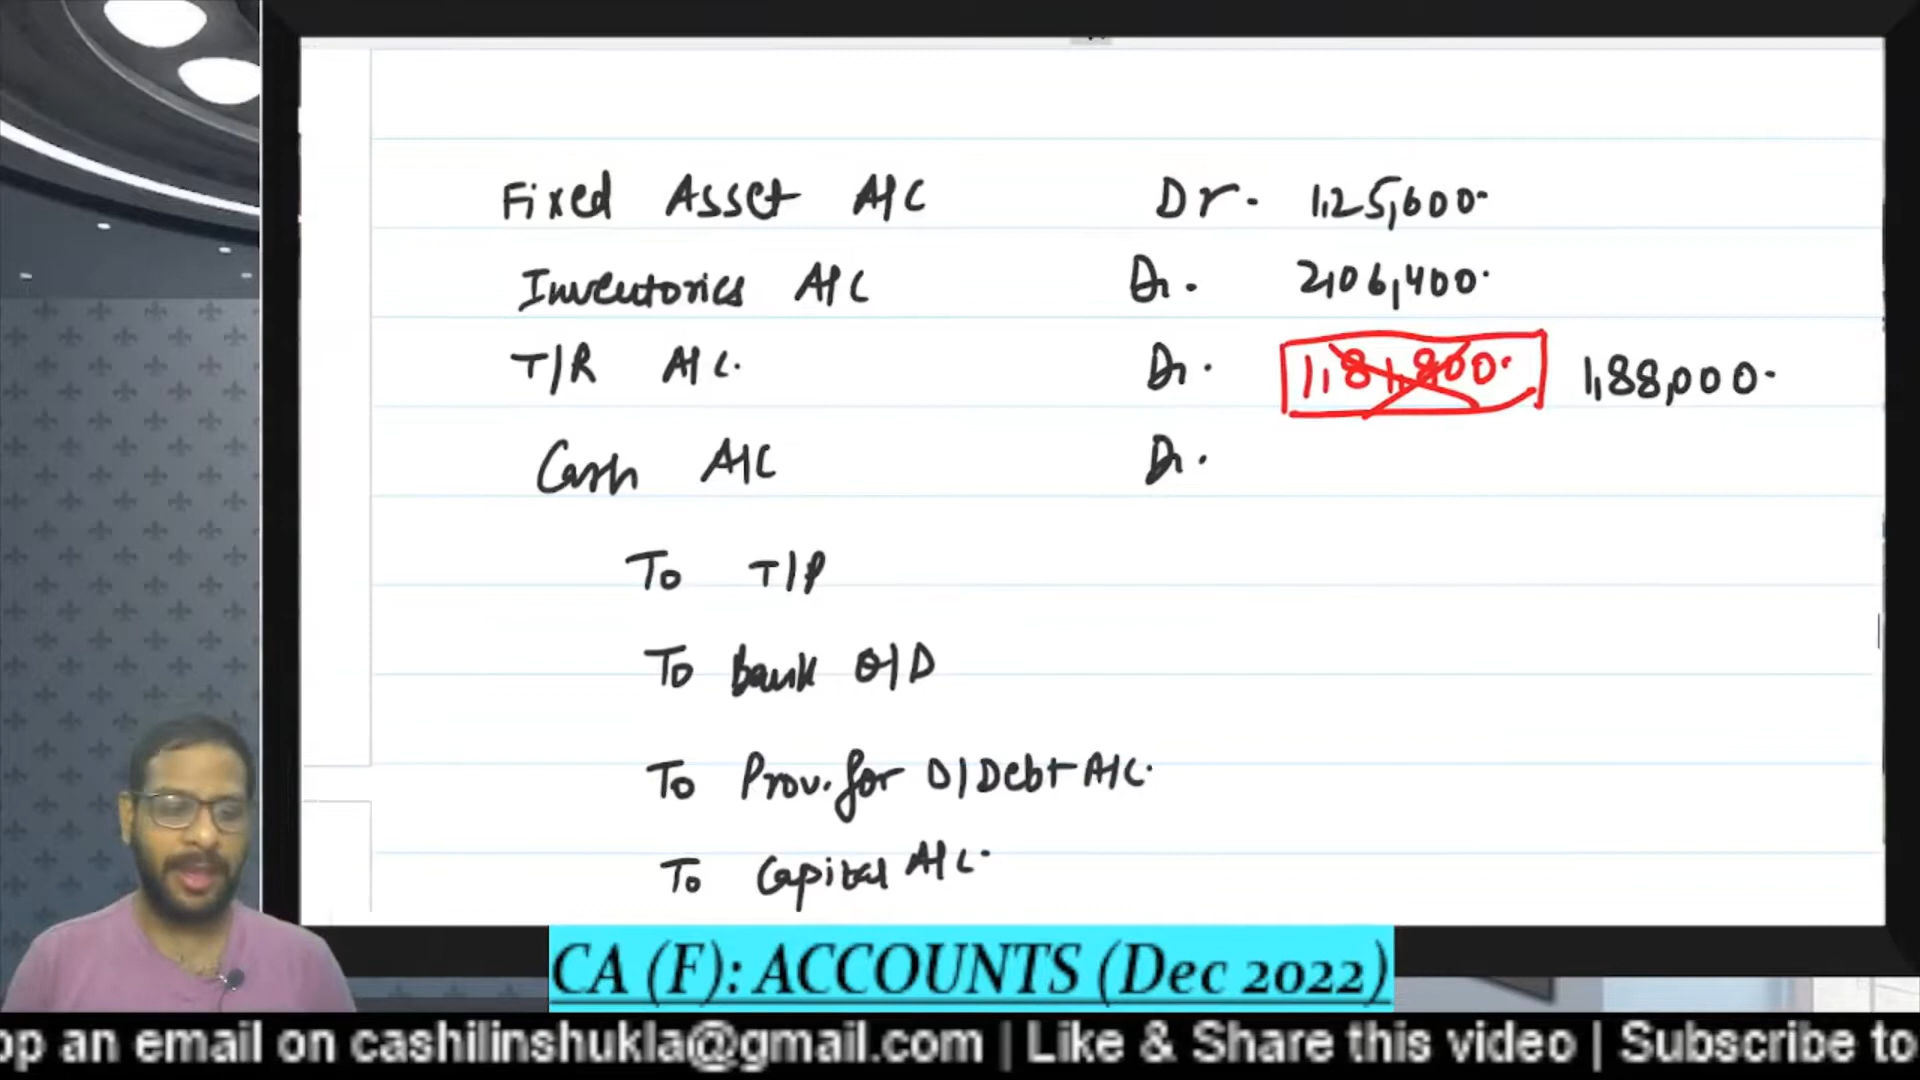 Fixed Asset A/C Dr. 1,25,600.
Inventories A/C Dr. 2,06,400.
T/R A/C. Dr. 1,81,800. 1,88,000.
Cash A/C Dr.
To T/P
To bank O/D
To Prov. for D/Debt A/C.
To Capital A/C.
CA (F): ACCOUNTS (Dec 2022)
op an email on cashilinshukla@gmail.com | Like & Share this video | Subscribe to